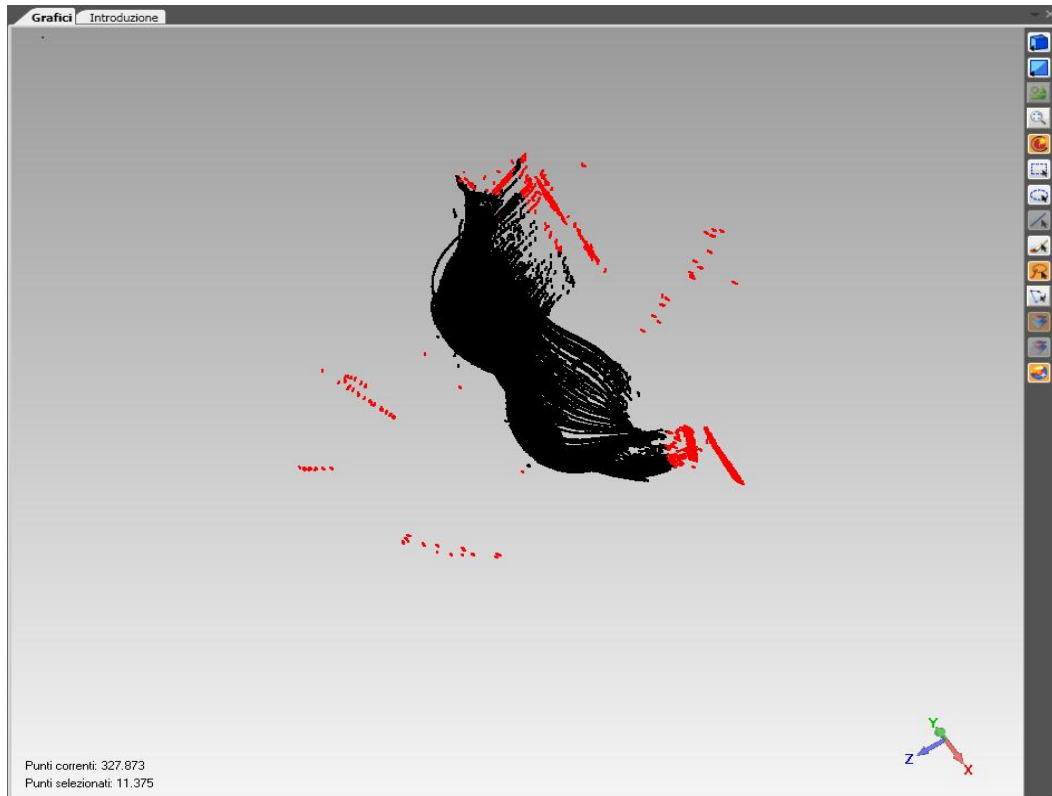 Grafici Introduzione
Y
Z
X
Punti correnti: 327.873
Punti selezionati: 11.375